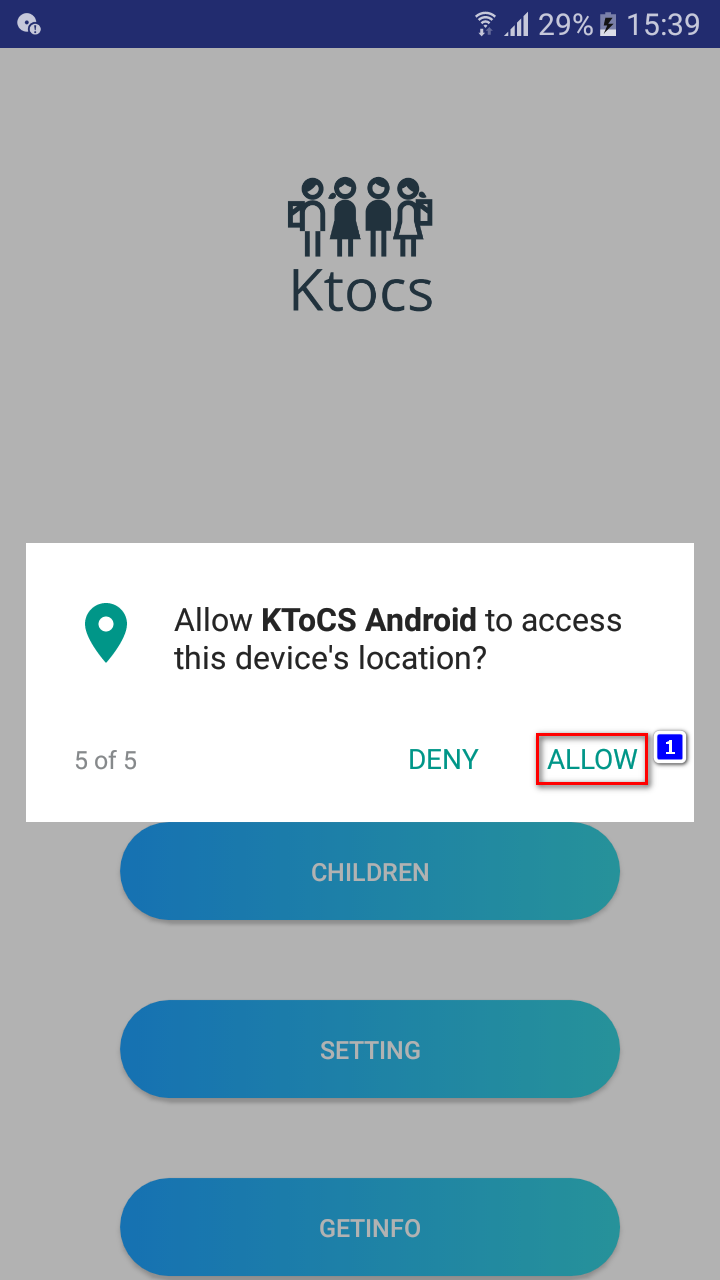 29% 15:39
Ktocs
Allow KToCS Android to access
this device's location?
5 of 5 DENY ALLOW 1
CHILDREN
SETTING
GETINFO